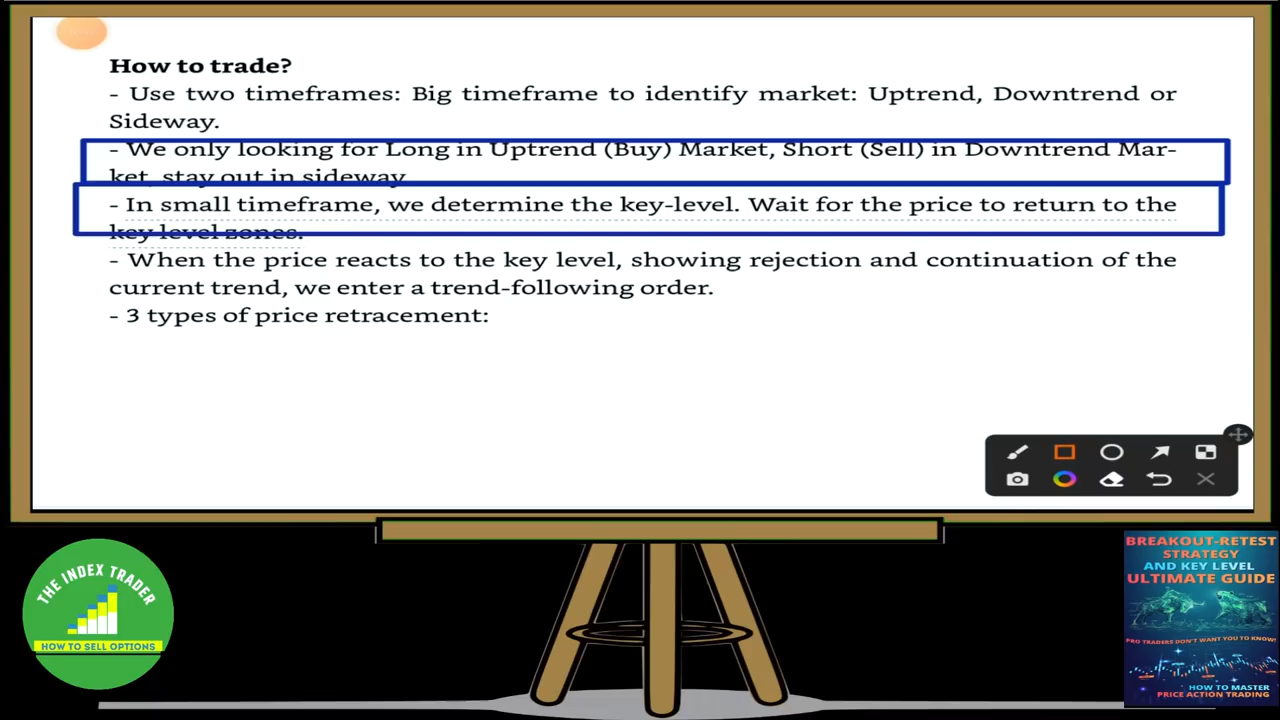 How to trade?
- Use two timeframes: Big timeframe to identify market: Uptrend, Downtrend or
Sideway.
- We only looking for Long in Uptrend (Buy) Market, Short (Sell) in Downtrend Mar-
ket, stay out in sideway.
- In small timeframe, we determine the key-level. Wait for the price to return to the
key level zones.
- When the price reacts to the key level, showing rejection and continuation of the
current trend, we enter a trend-following order.
- 3 types of price retracement:
THE INDEX TRADER
HOW TO SELL OPTIONS
BREAKOUT-RETEST
STRATEGY
AND KEY LEVEL
ULTIMATE GUIDE
PRO TRADERS DON'T WANT YOU TO KNOW!
HOW TO MASTER
PRICE ACTION TRADING